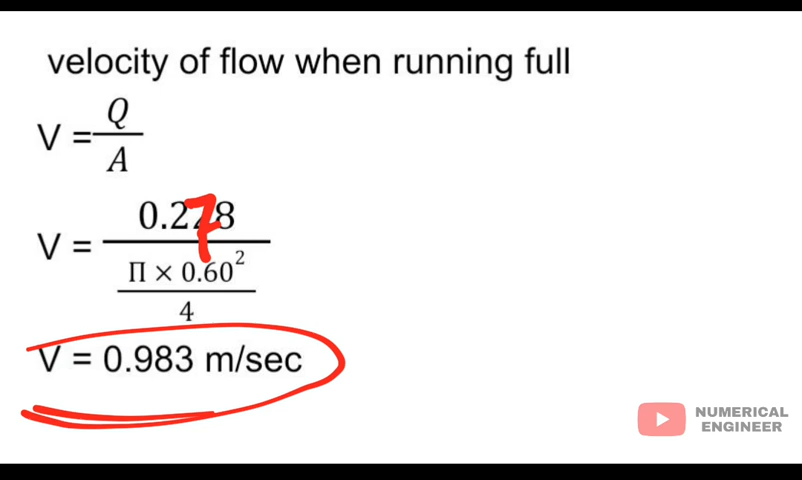 velocity of flow when running full
V = Q/A
V = 0.278 / (Π × 0.60² / 4)
V = 0.983 m/sec
NUMERICAL
ENGINEER